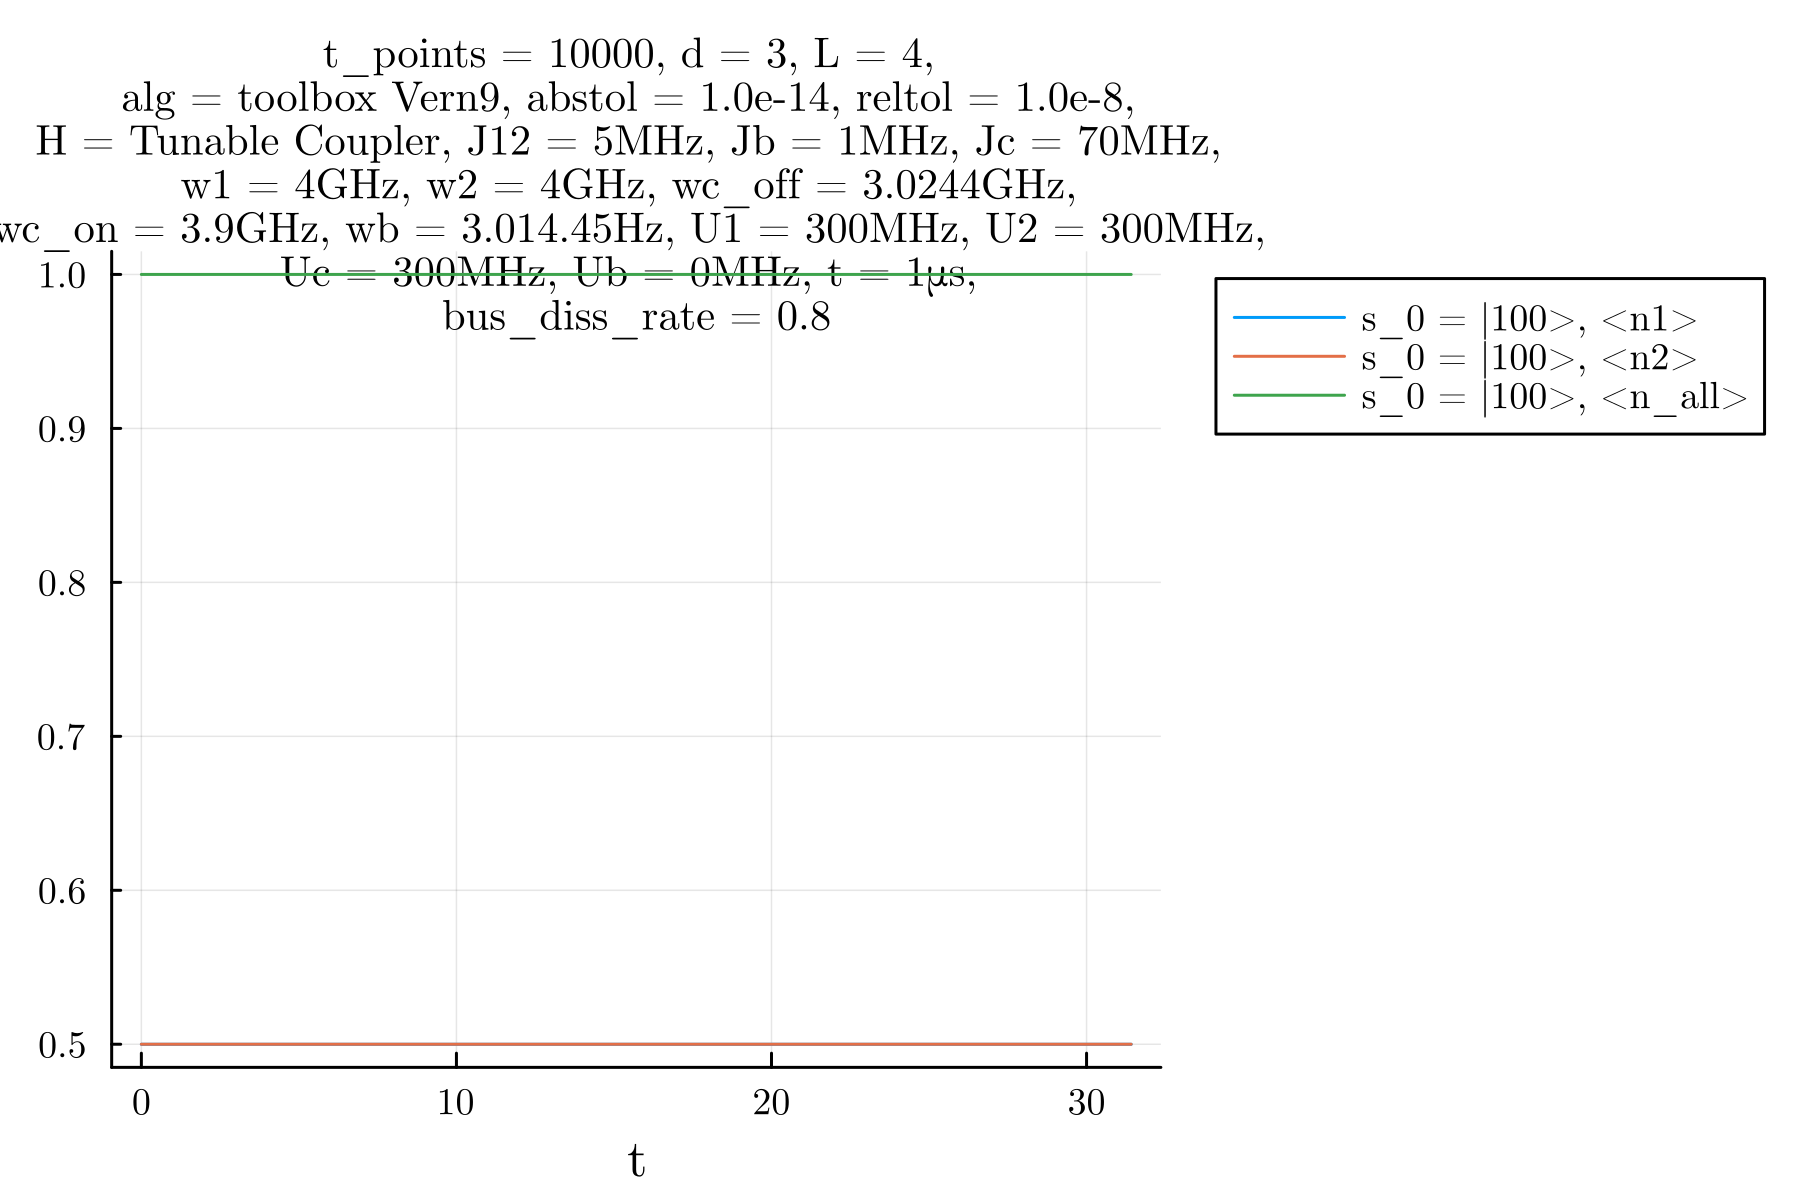 t_points = 10000, d = 3, L = 4,
alg = toolbox Vern9, abstol = 1.0e-14, reltol = 1.0e-8,
H = Tunable Coupler, J12 = 5MHz, Jb = 1MHz, Jc = 70MHz,
w1 = 4GHz, w2 = 4GHz, wc_off = 3.0244GHz,
wc_on = 3.9GHz, wb = 3.014.45Hz, U1 = 300MHz, U2 = 300MHz,
Uc = 300MHz, Ub = 0MHz, t = 1μs,
bus_diss_rate = 0.8
1.0
0.9
0.8
0.7
0.6
0.5
0 10 20 30
t
s_0 = |100>, <n1>
s_0 = |100>, <n2>
s_0 = |100>, <n_all>